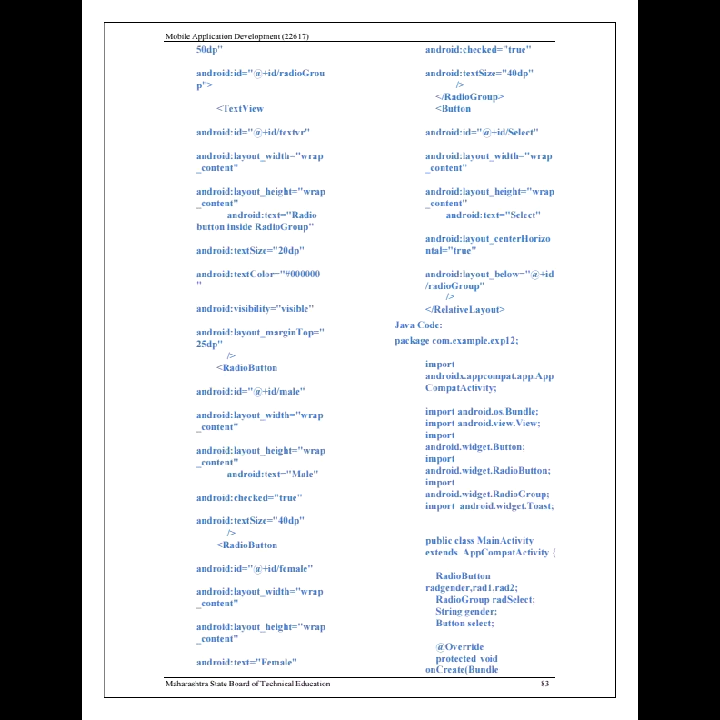 Mobile Application Development (22617)
50dp"
android:id="@+id/radioGrou
p">
<TextView
android:id="@+id/textvr"
android:layout_width="wrap
_content"
android:layout_height="wrap
_content"
android:text="Radio
button inside RadioGroup"
android:textSize="20dp"
android:textColor="#000000
"
android:visibility="visible"
android:layout_marginTop="
25dp"
/>
<RadioButton
android:id="@+id/male"
android:layout_width="wrap
_content"
android:layout_height="wrap
_content"
android:text="Male"
android:checked="true"
android:textSize="40dp"
/>
<RadioButton
android:id="@+id/female"
android:layout_width="wrap
_content"
android:layout_height="wrap
_content"
android:text="Female"
android:checked="true"
android:textSize="40dp"
/>
</RadioGroup>
<Button
android:id="@+id/Select"
android:layout_width="wrap
_content"
android:layout_height="wrap
_content"
android:text="Select"
android:layout_centerHorizo
ntal="true"
android:layout_below="@+id
/radioGroup"
/>
</RelativeLayout>
Java Code:
package com.example.exp12;
import
androidx.appcompat.app.App
CompatActivity;
import android.os.Bundle;
import android.view.View;
import
android.widget.Button;
import
android.widget.RadioButton;
import
android.widget.RadioGroup;
import android.widget.Toast;
public class MainActivity
extends AppCompatActivity {
RadioButton
radgender,rad1,rad2;
RadioGroup radSelect;
String gender;
Button select;
@Override
protected void
onCreate(Bundle
Maharashtra State Board of Technical Education 83